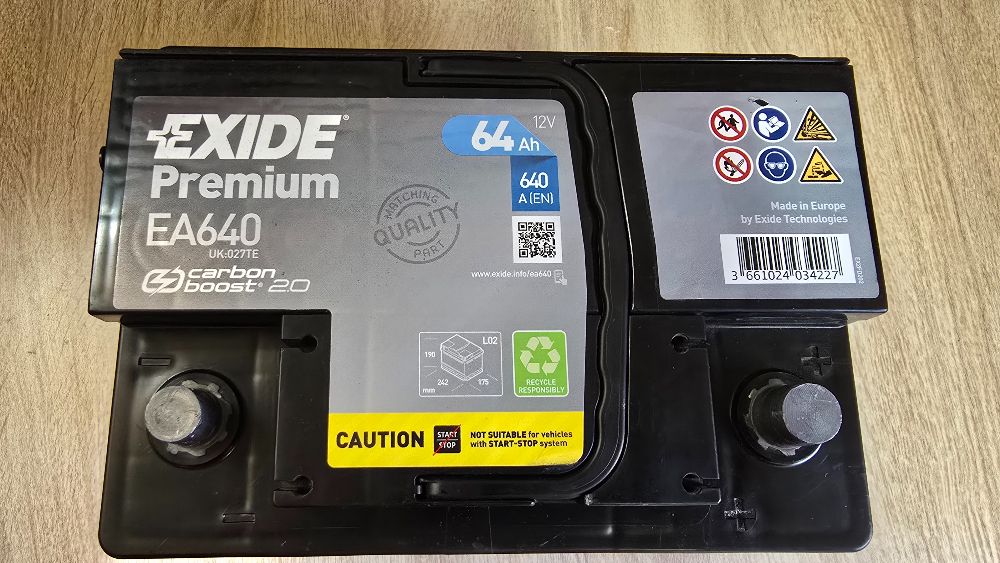 EXIDE®
Premium
EA640
UK:027TE
carbon
boost® 2.0
MATCHING
QUALITY
PART
12V
64 Ah
640
A (EN)
www.exide.info/ea640
L02
190
242
175
mm
RECYCLE
RESPONSIBLY
CAUTION
START
STOP
NOT SUITABLE for vehicles
with START-STOP system
Made in Europe
by Exide Technologies
3 661024 034227